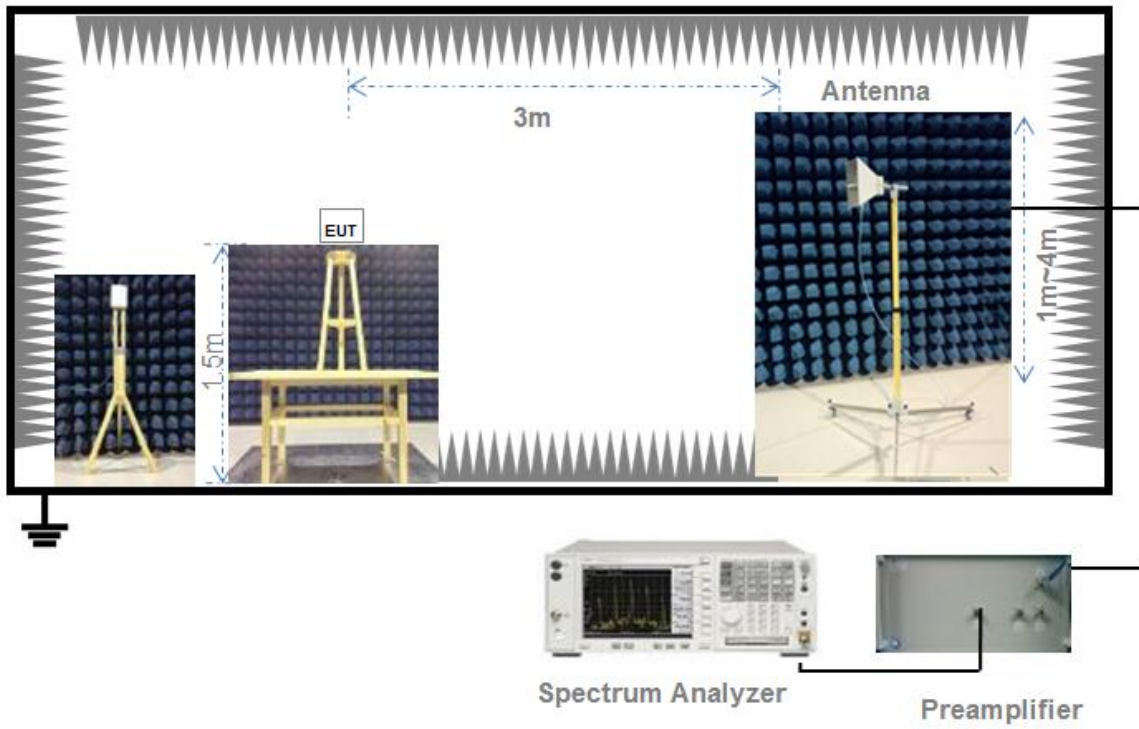 Antenna
3m
EUT
1.5m
1m~4m
Spectrum Analyzer
Preamplifier